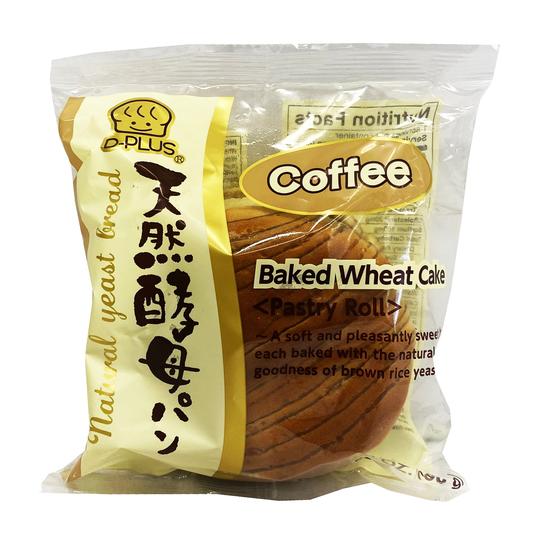 D-PLUS®
Natural yeast bread
天然酵母パン
Nutrition Facts
Coffee
Baked Wheat Cake
<Pastry Roll>
~A soft and pleasantly sweet
each baked with the natural
goodness of brown rice